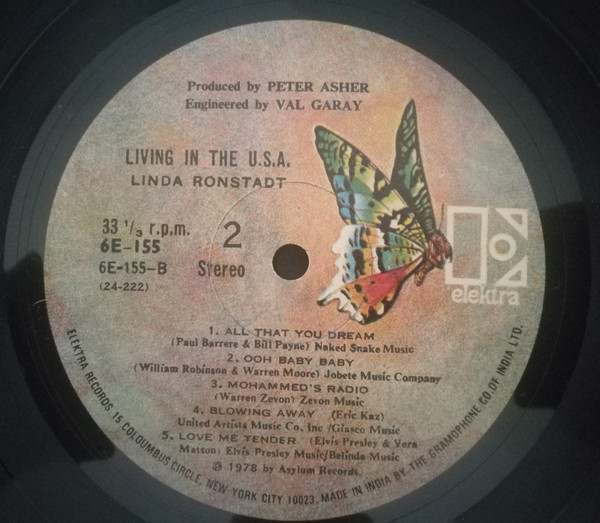 Produced by PETER ASHER
Engineered by VAL GARAY
LIVING IN THE U.S.A.
LINDA RONSTADT
33 1/3 r.p.m.
6E-155
2
6E-155-B
Stereo
(24-222)
elektra
1. ALL THAT YOU DREAM
(Paul Barrere & Bill Payne) Naked Snake Music
2. OOH BABY BABY
(William Robinson & Warren Moore) Jobete Music Company
3. MOHAMMED'S RADIO
(Warren Zevon) Zevon Music
4. BLOWING AWAY (Eric Kaz)
United Artists Music Co, Inc /Glasco Music
5. LOVE ME TENDER (Elvis Presley & Vera
Matson) Elvis Presley Music/Belinda Music
℗ 1978 by Asylum Records
ELEKTRA RECORDS, 15 COLOUMBUS CIRCLE, NEW YORK CITY 10023. MADE IN INDIA BY THE GRAMOPHONE CO. OF INDIA LTD.